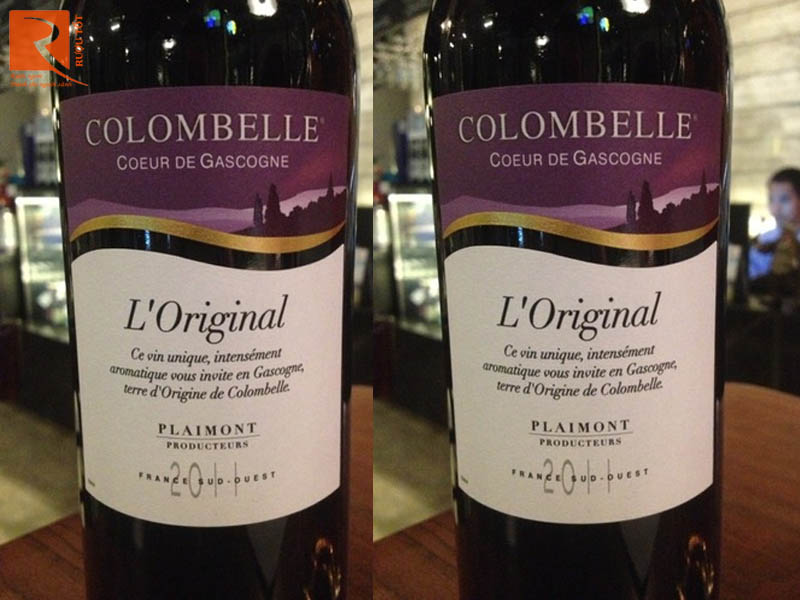 R
RƯỢU TỐT
COLOMBELLE®
COEUR DE GASCOGNE
L'Original
Ce vin unique, intensément
aromatique vous invite en Gascogne,
terre d'Origine de Colombelle.
PLAIMONT
PRODUCTEURS
2011
FRANCE SUD-OUEST
COLOMBELLE®
COEUR DE GASCOGNE
L'Original
Ce vin unique, intensément
aromatique vous invite en Gascogne,
terre d'Origine de Colombelle.
PLAIMONT
PRODUCTEURS
2011
FRANCE SUD-OUEST